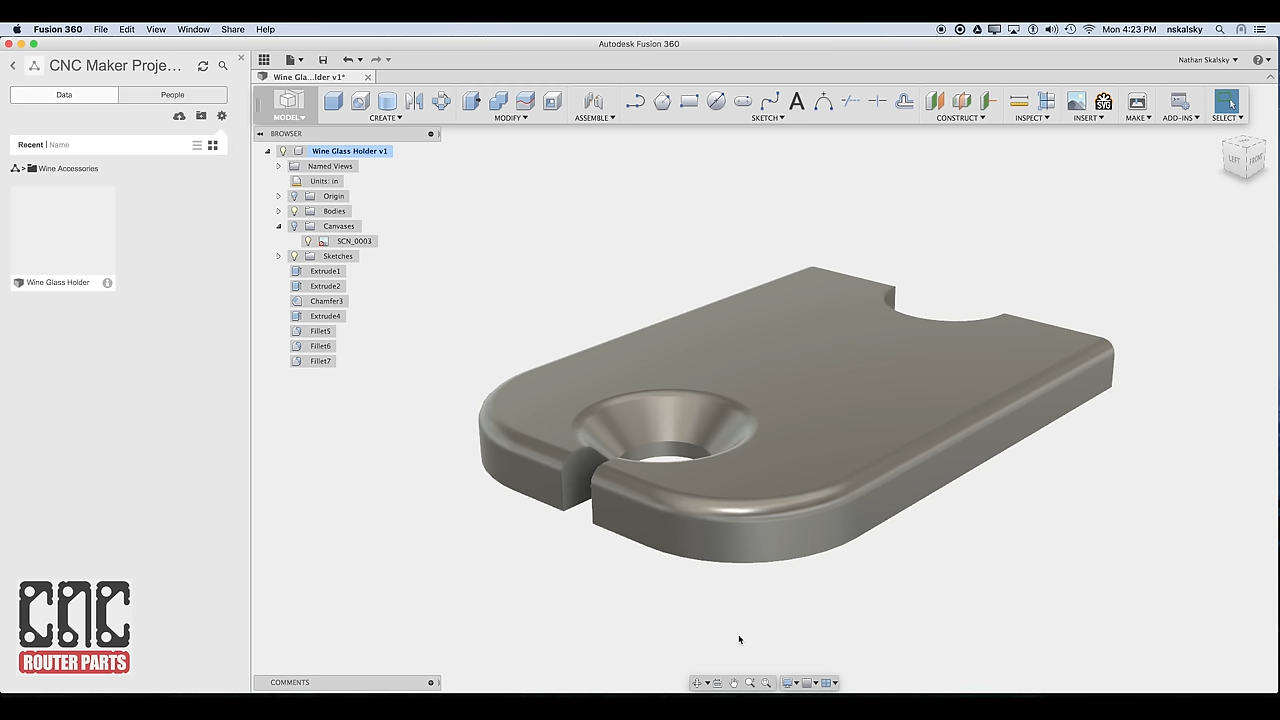 Fusion 360 File Edit View Window Share Help Mon 4:23 PM nskalsky
Autodesk Fusion 360
CNC Maker Proje...
Nathan Skalsky
Wine Gla...lder v1*
Data People
MODEL CREATE MODIFY ASSEMBLE SKETCH CONSTRUCT INSPECT INSERT MAKE ADD-INS SELECT
A
SVG
BROWSER
Recent Name
Wine Glass Holder v1
Named Views
Wine Accessories
Units: in
Origin
Bodies
Canvases
SCN_0003
Sketches
Extrude1
Wine Glass Holder
Extrude2
Chamfer3
Extrude4
Fillet5
Fillet6
Fillet7
LEFT FRONT
CNC
ROUTER PARTS
COMMENTS